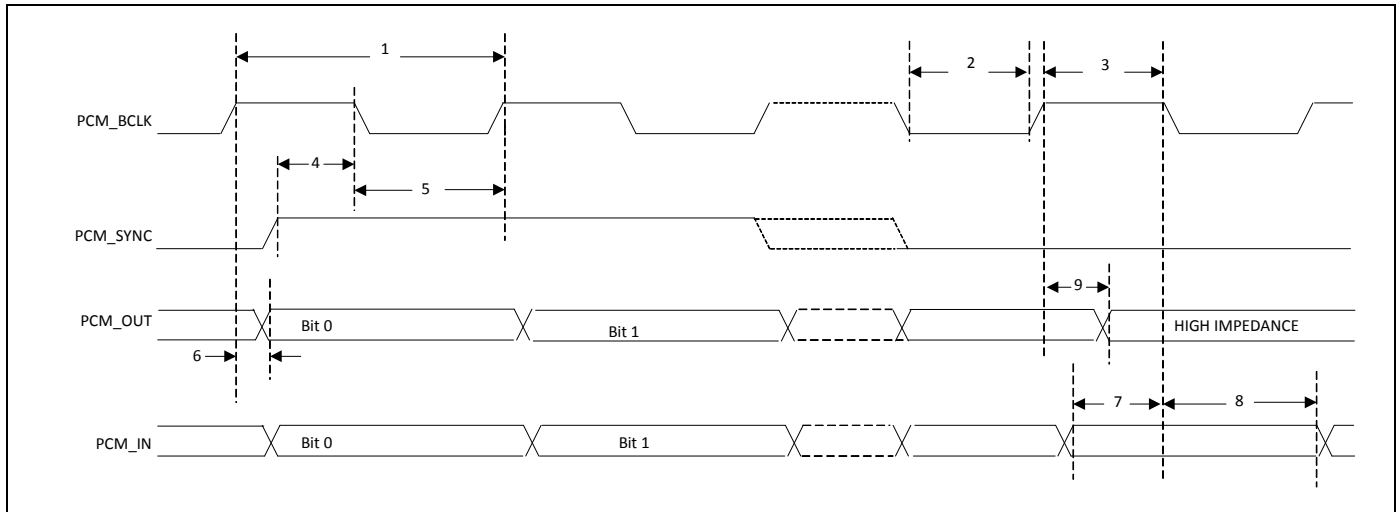 1
2
3
PCM_BCLK
4
5
PCM_SYNC
9
PCM_OUT
Bit 0
Bit 1
HIGH IMPEDANCE
6
7
8
PCM_IN
Bit 0
Bit 1